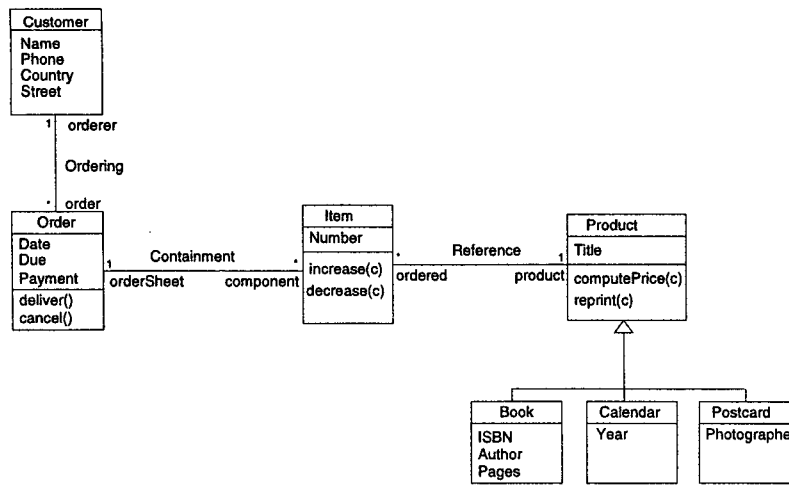 Customer
Name
Phone
Country
Street
1 orderer
Ordering
* order
Order
Date
Due
Payment
deliver()
cancel()
1 Containment *
orderSheet component
Item
Number
increase(c)
decrease(c)
* Reference 1
ordered product
Product
Title
computePrice(c)
reprint(c)
Book
ISBN
Author
Pages
Calendar
Year
Postcard
Photographe